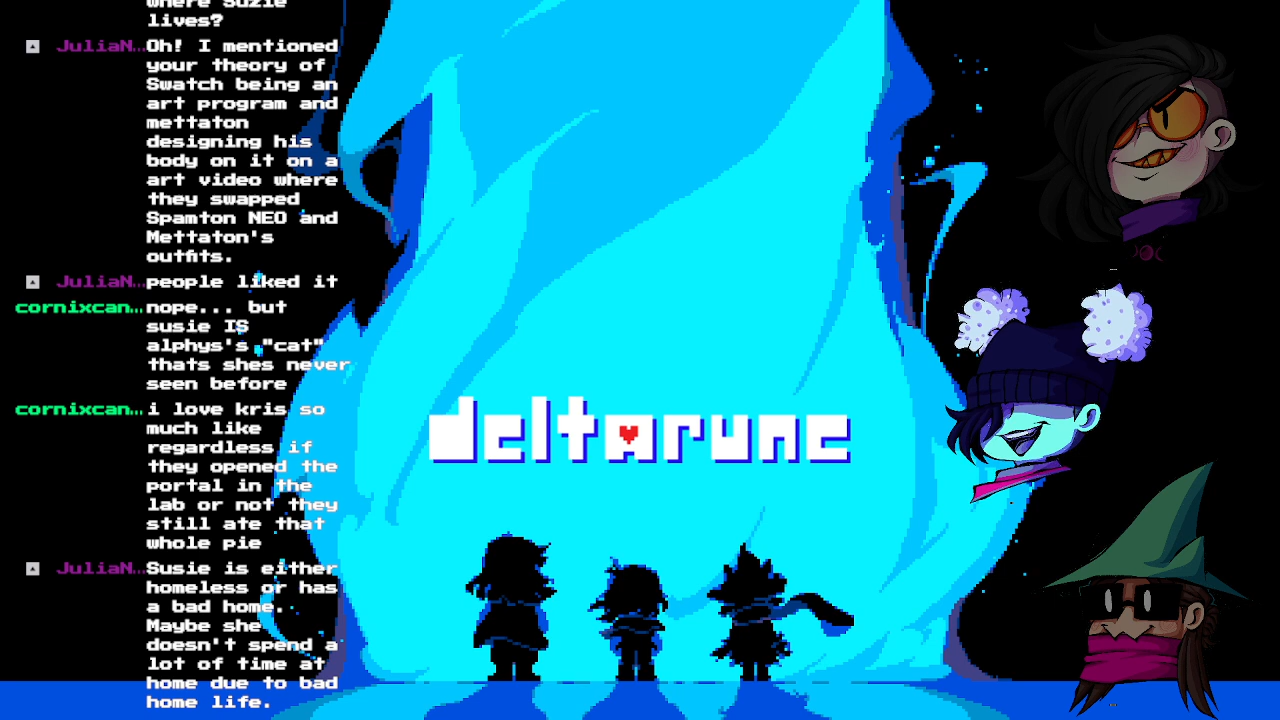 where Suzie
lives?
JuliaN… Oh! I mentioned
your theory of
Swatch being an
art program and
mettaton
designing his
body on it on a
art video where
they swapped
Spamton NEO and
Mettaton's
outfits.
JuliaN… people liked it
cornixcan… nope... but
susie IS
alphys's "cat"
thats shes never
seen before
cornixcan… i love kris so
much like
regardless if
they opened the
portal in the
lab or not they
still ate that
whole pie
JuliaN… Susie is either
homeless or has
a bad home.
Maybe she
doesn't spend a
lot of time at
home due to bad
home life.
deltarune